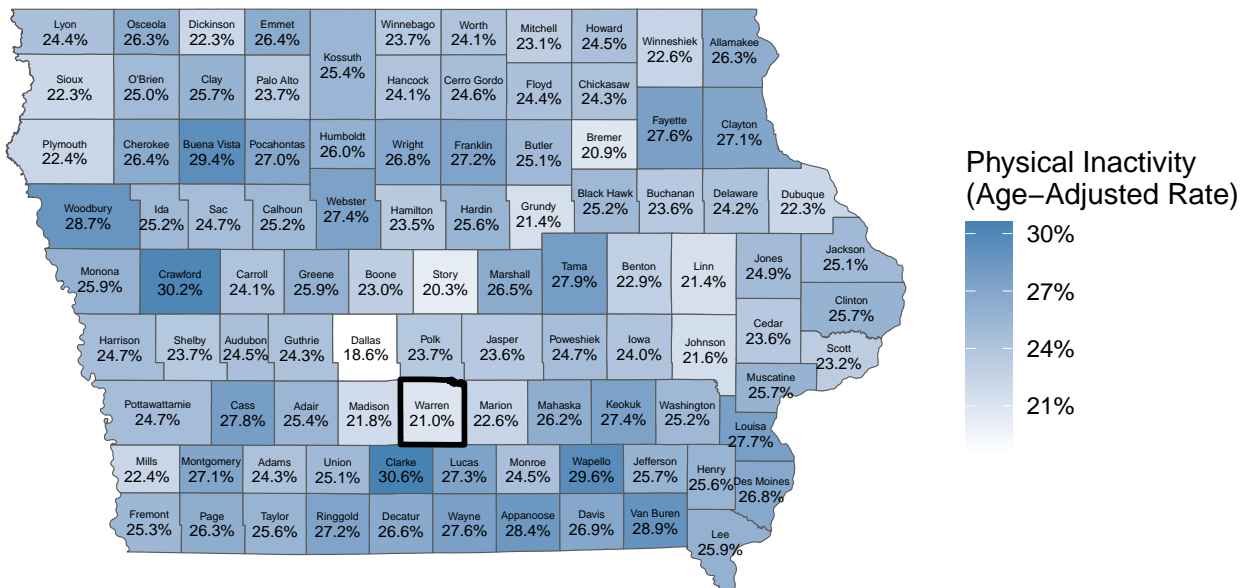 Lyon
24.4%
Osceola
26.3%
Dickinson
22.3%
Emmet
26.4%
Kossuth
25.4%
Winnebago
23.7%
Worth
24.1%
Mitchell
23.1%
Howard
24.5%
Winneshiek
22.6%
Allamakee
26.3%
Sioux
22.3%
O'Brien
25.0%
Clay
25.7%
Palo Alto
23.7%
Hancock
24.1%
Cerro Gordo
24.6%
Floyd
24.4%
Chickasaw
24.3%
Fayette
27.6%
Clayton
27.1%
Plymouth
22.4%
Cherokee
26.4%
Buena Vista
29.4%
Pocahontas
27.0%
Humboldt
26.0%
Wright
26.8%
Franklin
27.2%
Butler
25.1%
Bremer
20.9%
Woodbury
28.7%
Ida
25.2%
Sac
24.7%
Calhoun
25.2%
Webster
27.4%
Hamilton
23.5%
Hardin
25.6%
Grundy
21.4%
Black Hawk
25.2%
Buchanan
23.6%
Delaware
24.2%
Dubuque
22.3%
Monona
25.9%
Crawford
30.2%
Carroll
24.1%
Greene
25.9%
Boone
23.0%
Story
20.3%
Marshall
26.5%
Tama
27.9%
Benton
22.9%
Linn
21.4%
Jones
24.9%
Jackson
25.1%
Clinton
25.7%
Harrison
24.7%
Shelby
23.7%
Audubon
24.5%
Guthrie
24.3%
Dallas
18.6%
Polk
23.7%
Jasper
23.6%
Poweshiek
24.7%
Iowa
24.0%
Johnson
21.6%
Cedar
23.6%
Scott
23.2%
Muscatine
25.7%
Pottawattamie
24.7%
Cass
27.8%
Adair
25.4%
Madison
21.8%
Warren
21.0%
Marion
22.6%
Mahaska
26.2%
Keokuk
27.4%
Washington
25.2%
Louisa
27.7%
Mills
22.4%
Montgomery
27.1%
Adams
24.3%
Union
25.1%
Clarke
30.6%
Lucas
27.3%
Monroe
24.5%
Wapello
29.6%
Jefferson
25.7%
Henry
25.6%
Des Moines
26.8%
Fremont
25.3%
Page
26.3%
Taylor
25.6%
Ringgold
27.2%
Decatur
26.6%
Wayne
27.6%
Appanoose
28.4%
Davis
26.9%
Van Buren
28.9%
Lee
25.9%
Physical Inactivity
(Age−Adjusted Rate)
30%
27%
24%
21%